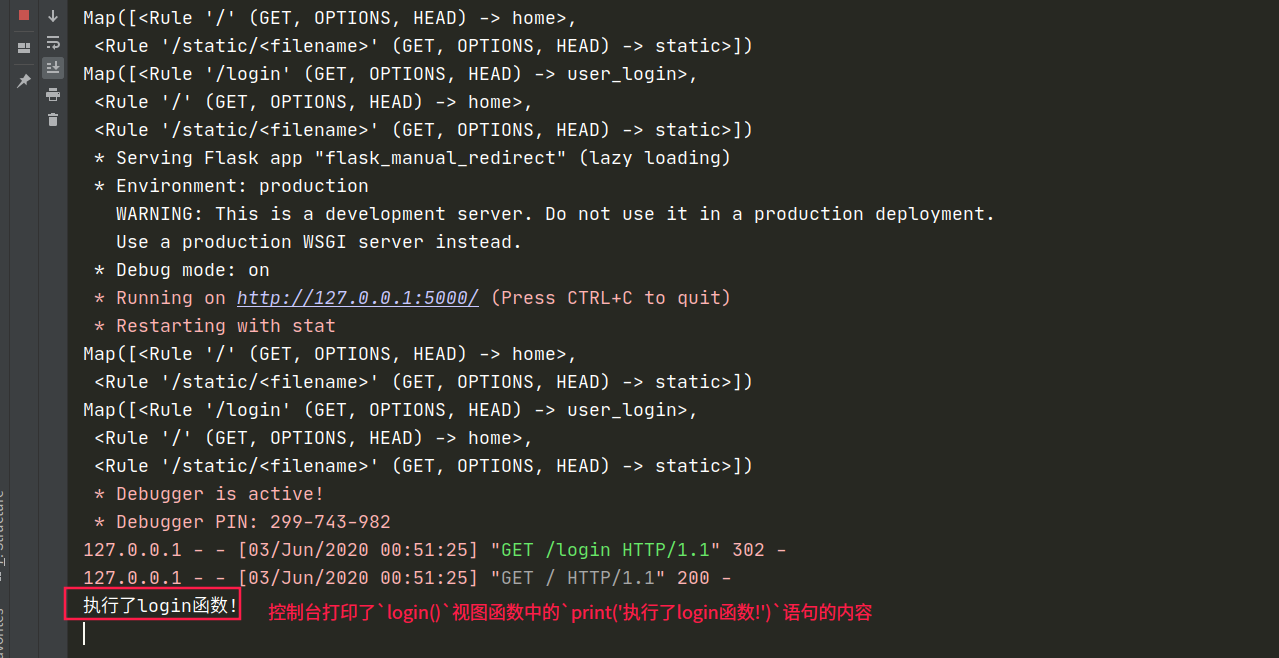 Map([<Rule '/' (GET, OPTIONS, HEAD) -> home>,
 <Rule '/static/<filename>' (GET, OPTIONS, HEAD) -> static>])
Map([<Rule '/login' (GET, OPTIONS, HEAD) -> user_login>,
 <Rule '/' (GET, OPTIONS, HEAD) -> home>,
 <Rule '/static/<filename>' (GET, OPTIONS, HEAD) -> static>])
 * Serving Flask app "flask_manual_redirect" (lazy loading)
 * Environment: production
   WARNING: This is a development server. Do not use it in a production deployment.
   Use a production WSGI server instead.
 * Debug mode: on
 * Running on http://127.0.0.1:5000/ (Press CTRL+C to quit)
 * Restarting with stat
Map([<Rule '/' (GET, OPTIONS, HEAD) -> home>,
 <Rule '/static/<filename>' (GET, OPTIONS, HEAD) -> static>])
Map([<Rule '/login' (GET, OPTIONS, HEAD) -> user_login>,
 <Rule '/' (GET, OPTIONS, HEAD) -> home>,
 <Rule '/static/<filename>' (GET, OPTIONS, HEAD) -> static>])
 * Debugger is active!
 * Debugger PIN: 299-743-982
127.0.0.1 - - [03/Jun/2020 00:51:25] "GET /login HTTP/1.1" 302 -
127.0.0.1 - - [03/Jun/2020 00:51:25] "GET / HTTP/1.1" 200 -
执行了login函数!
控制台打印了`login()`视图函数中的`print('执行了login函数!')`语句的内容